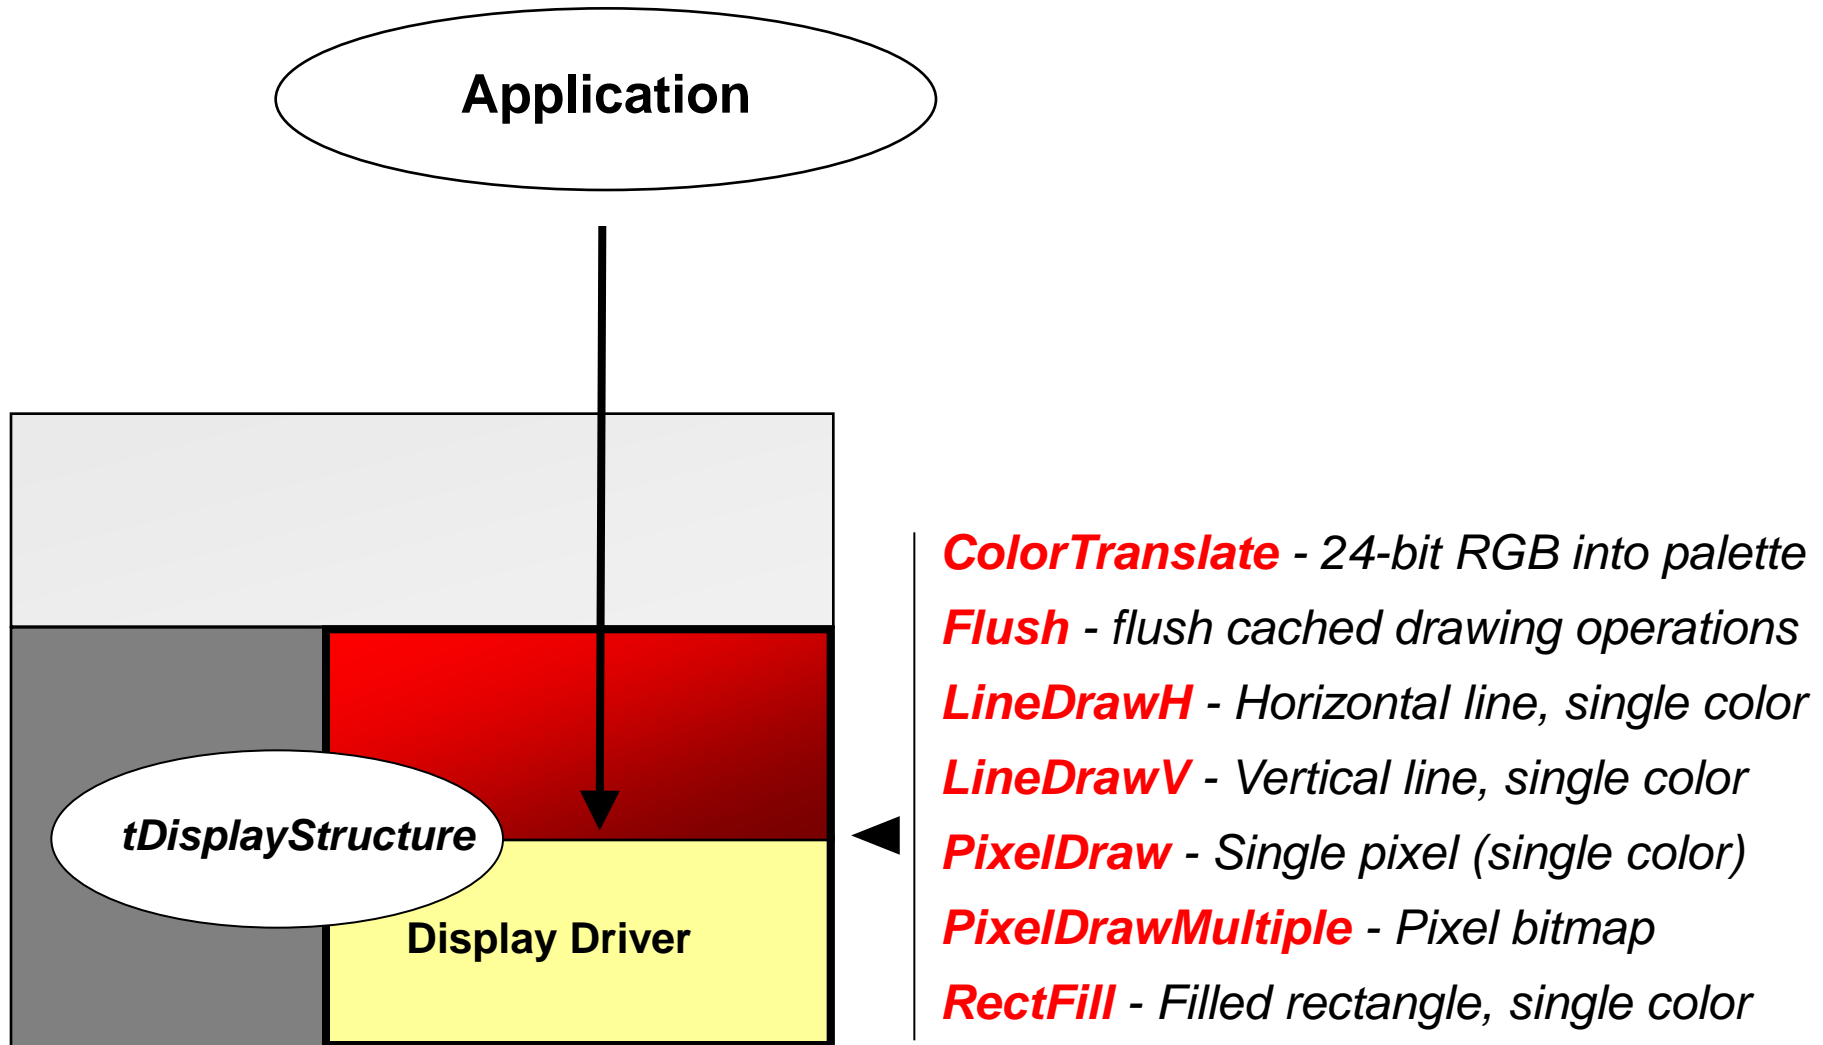 Application
ColorTranslate - 24-bit RGB into palette
Flush - flush cached drawing operations
LineDrawH - Horizontal line, single color
LineDrawV - Vertical line, single color
tDisplayStructure
PixelDraw - Single pixel (single color)
PixelDrawMultiple - Pixel bitmap
Display Driver
RectFill - Filled rectangle, single color